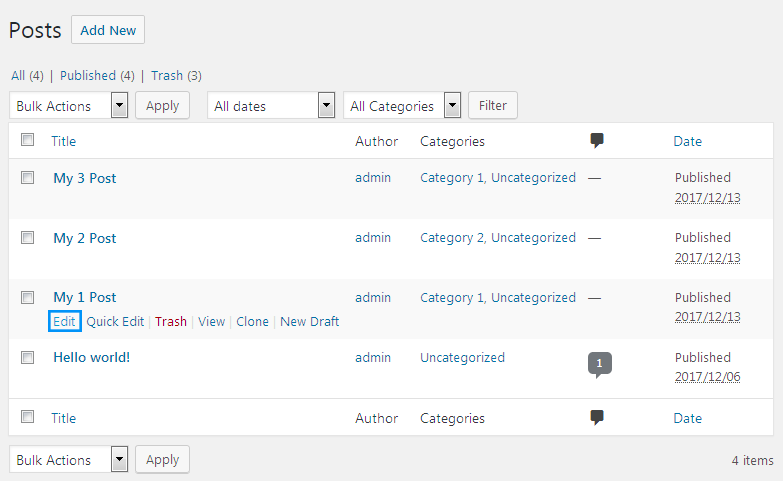 Posts Add New
All (4) | Published (4) | Trash (3)
Bulk Actions Apply All dates All Categories Filter
Title Author Categories Date
My 3 Post admin Category 1, Uncategorized — Published
2017/12/13
My 2 Post admin Category 2, Uncategorized — Published
2017/12/13
My 1 Post admin Category 1, Uncategorized — Published
2017/12/13
Edit Quick Edit | Trash | View | Clone | New Draft
Hello world! admin Uncategorized 1 Published
2017/12/06
Title Author Categories Date
Bulk Actions Apply 4 items